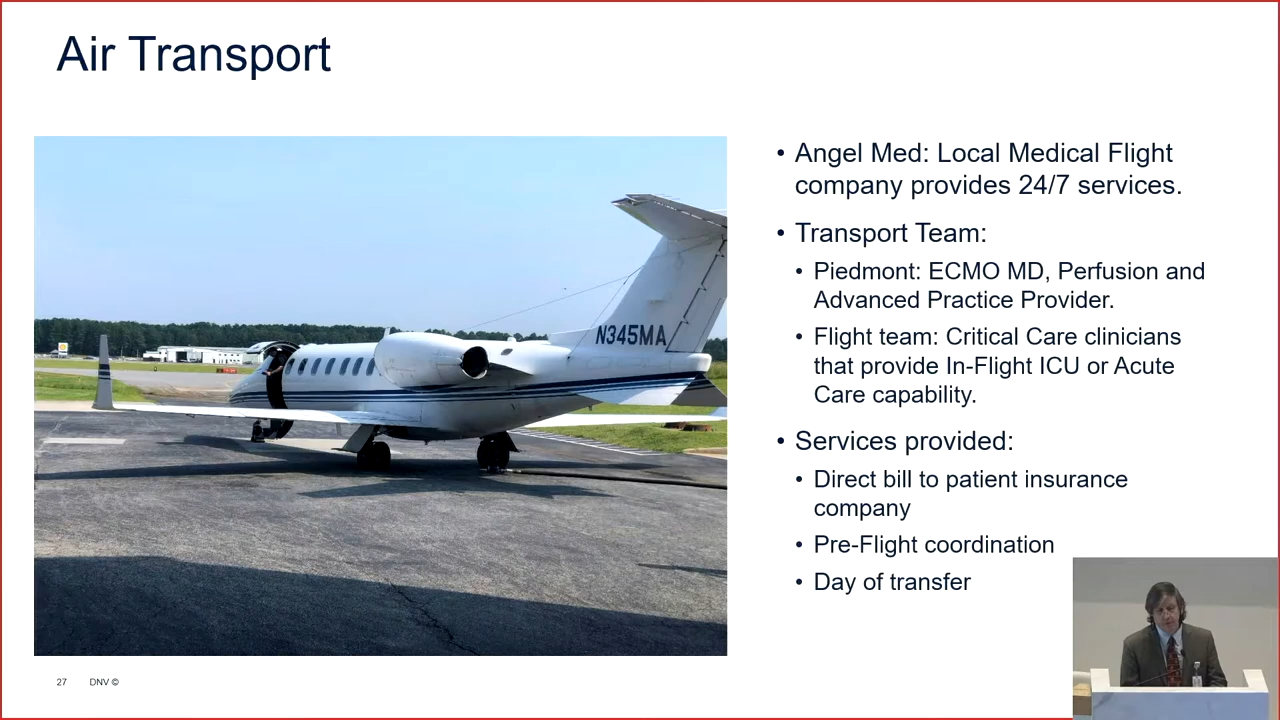 Air Transport
N345MA
• Angel Med: Local Medical Flight
company provides 24/7 services.
• Transport Team:
• Piedmont: ECMO MD, Perfusion and
Advanced Practice Provider.
• Flight team: Critical Care clinicians
that provide In-Flight ICU or Acute
Care capability.
• Services provided:
• Direct bill to patient insurance
company
• Pre-Flight coordination
• Day of transfer
27 DNV ©